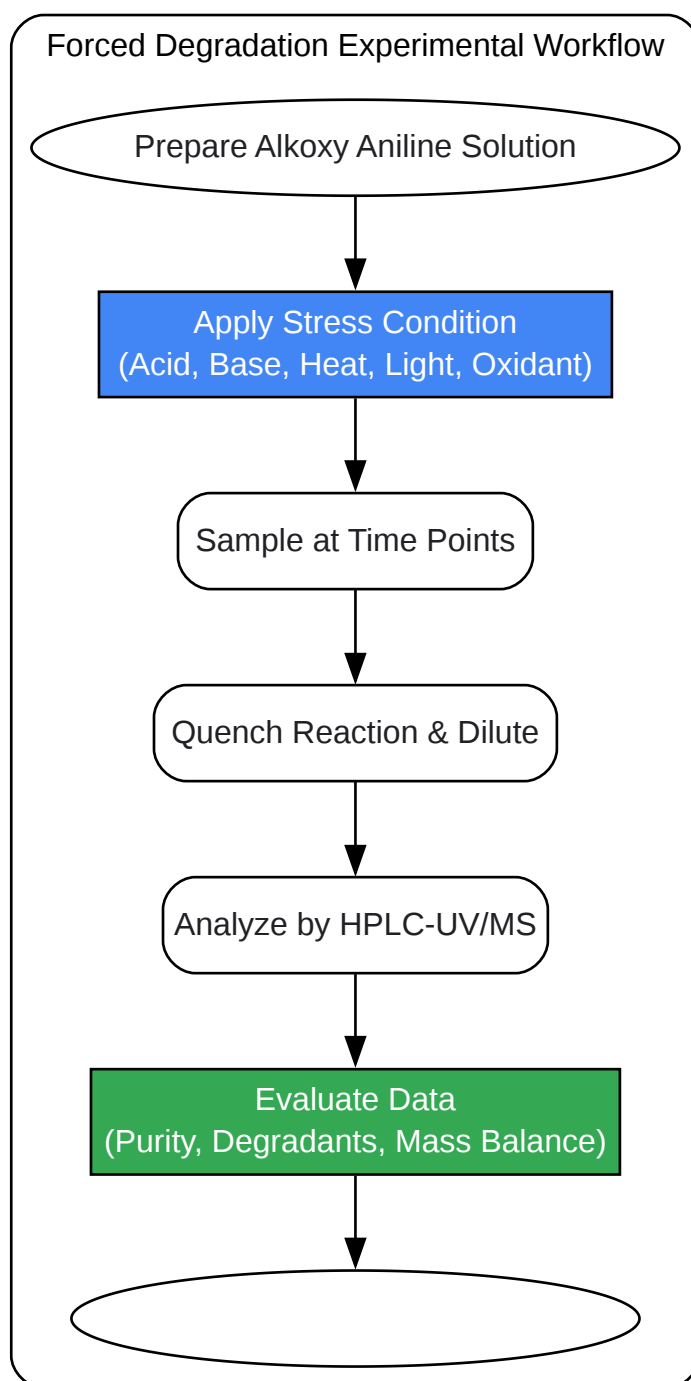 Forced Degradation Experimental Workflow
Prepare Alkoxy Aniline Solution
Apply Stress Condition
(Acid, Base, Heat, Light, Oxidant)
Sample at Time Points
Quench Reaction & Dilute
Analyze by HPLC-UV/MS
Evaluate Data
(Purity, Degradants, Mass Balance)